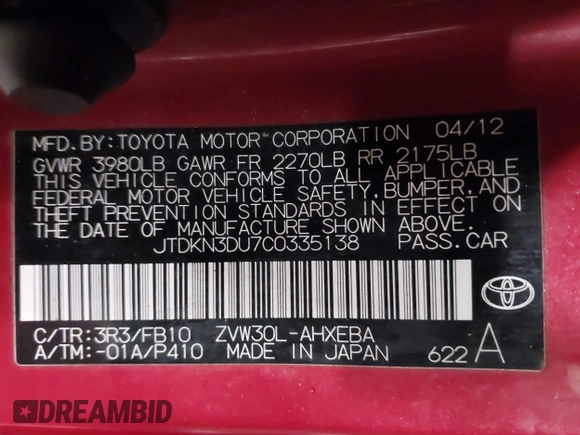 MFD. BY: TOYOTA MOTOR CORPORATION 04/12
GVWR 3980LB GAWR FR 2270LB RR 2175LB
THIS VEHICLE CONFORMS TO ALL APPLICABLE
FEDERAL MOTOR VEHICLE SAFETY, BUMPER, AND
THEFT PREVENTION STANDARDS IN EFFECT ON
THE DATE OF MANUFACTURE SHOWN ABOVE.
JTDKN3DU7C0335138 PASS. CAR
C/TR: 3R3/FB10 ZVW30L-AHXEBA
A/TM: -01A/P410 MADE IN JAPAN 622 A
DREAMBID